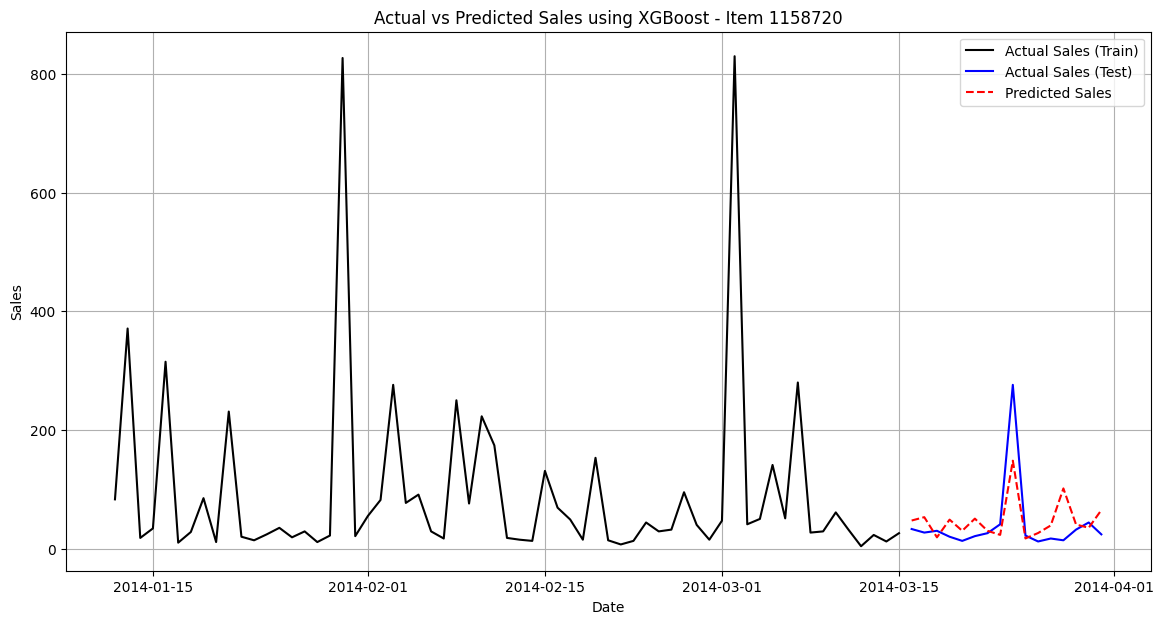 Actual vs Predicted Sales using XGBoost - Item 1158720
Actual Sales (Train)
Actual Sales (Test)
Predicted Sales
Sales
800
600
400
200
0
2014-01-15
2014-02-01
2014-02-15
2014-03-01
2014-03-15
2014-04-01
Date